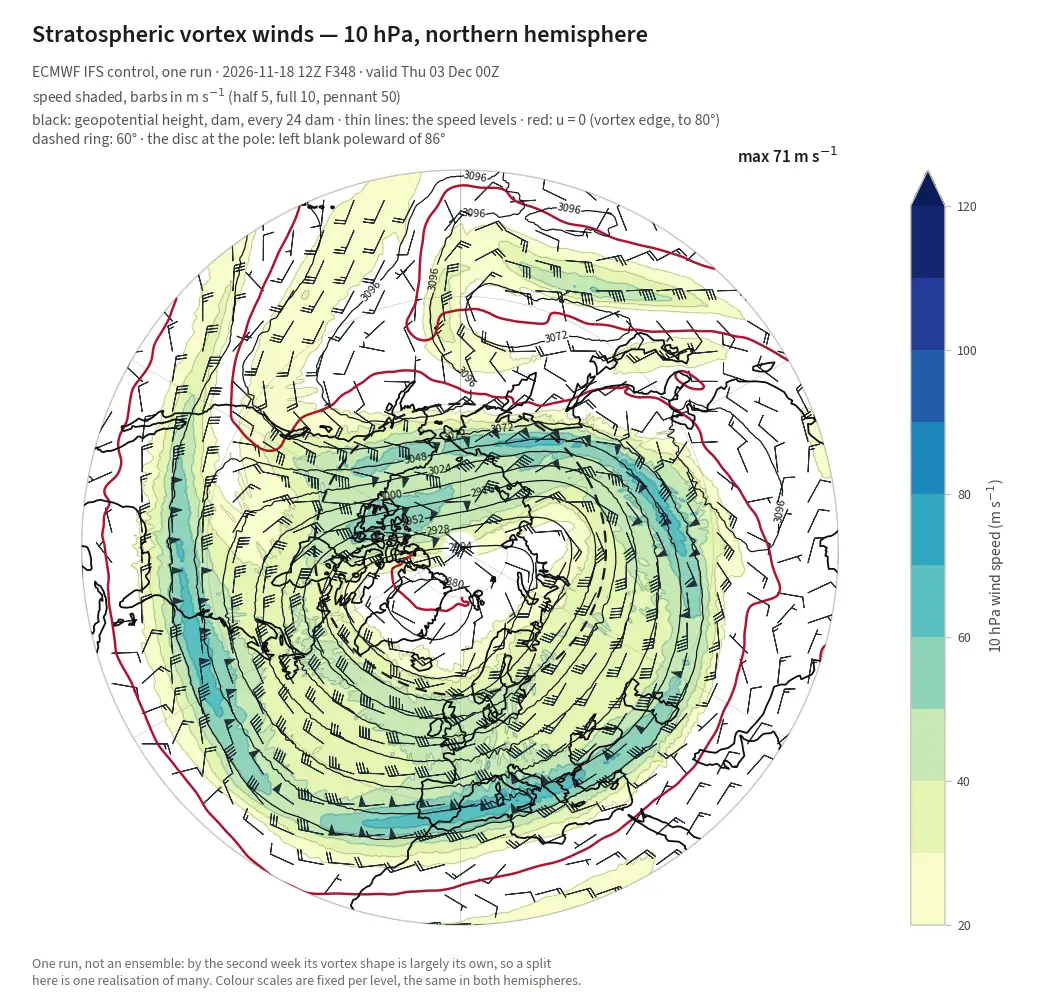 Stratospheric vortex winds — 10 hPa, northern hemisphere
ECMWF IFS control, one run · 2026-11-18 12Z F348 · valid Thu 03 Dec 00Z
speed shaded, barbs in m s⁻¹ (half 5, full 10, pennant 50)
black: geopotential height, dam, every 24 dam · thin lines: the speed levels · red: u = 0 (vortex edge, to 80°)
dashed ring: 60° · the disc at the pole: left blank poleward of 86°
max 71 m s⁻¹
3096
3096
3096
3096
3096
3072
3096
3072
3048
3024
2928
3096
120
100
80
60
40
20
10 hPa wind speed (m s⁻¹)
One run, not an ensemble: by the second week its vortex shape is largely its own, so a split
here is one realisation of many. Colour scales are fixed per level, the same in both hemispheres.